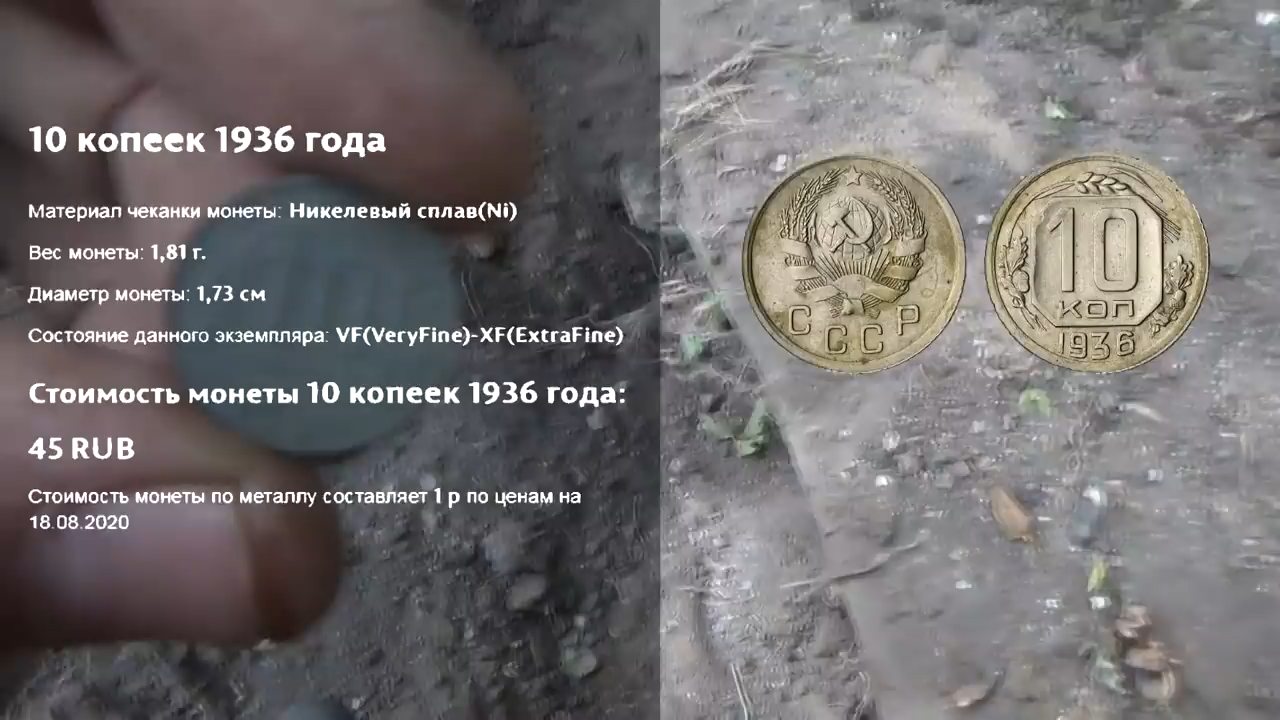 10 копеек 1936 года
Материал чеканки монеты: Никелевый сплав(Ni)
Вес монеты: 1,81 г.
Диаметр монеты: 1,73 см
Состояние данного экземпляра: VF(VeryFine)-XF(ExtraFine)
Стоимость монеты 10 копеек 1936 года:
45 RUB
Стоимость монеты по металлу составляет 1 р по ценам на
18.08.2020
СССР
10
КОП
1936